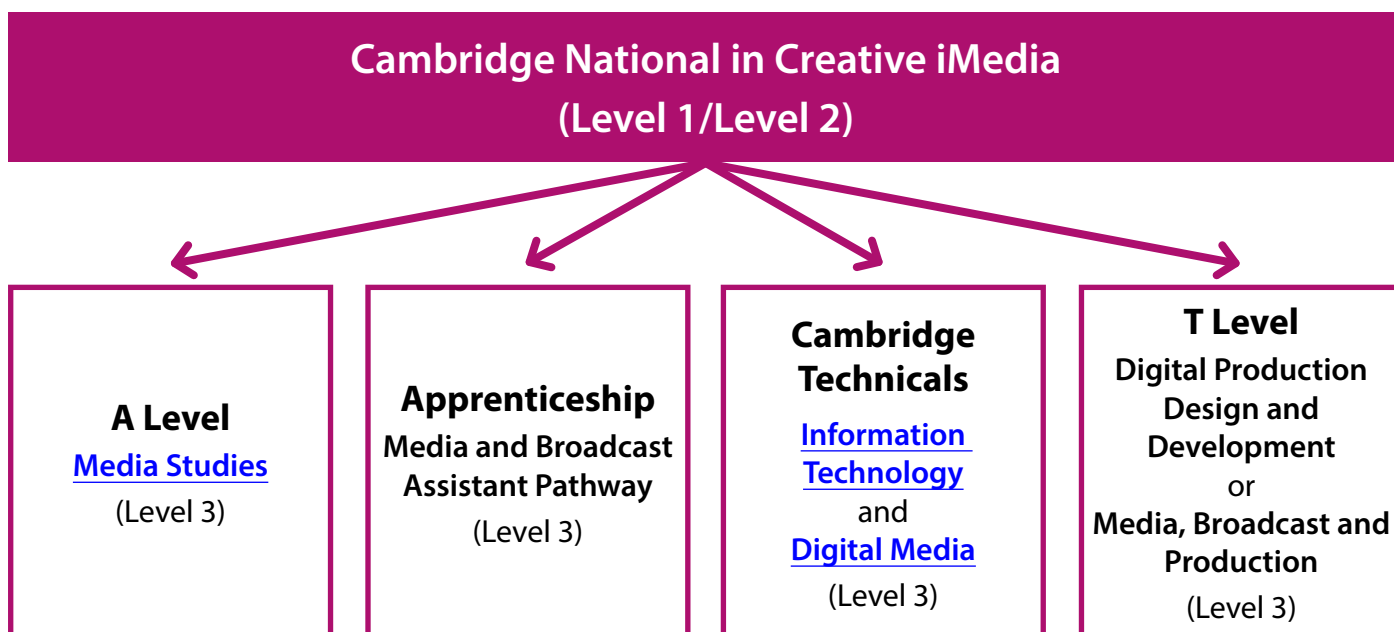 Cambridge National in Creative iMedia
(Level 1/Level 2)
A Level
Media Studies
(Level 3)
Apprenticeship
Media and Broadcast
Assistant Pathway
(Level 3)
Cambridge
Technicals
Information
Technology
and
Digital Media
(Level 3)
T Level
Digital Production
Design and
Development
or
Media, Broadcast and
Production
(Level 3)